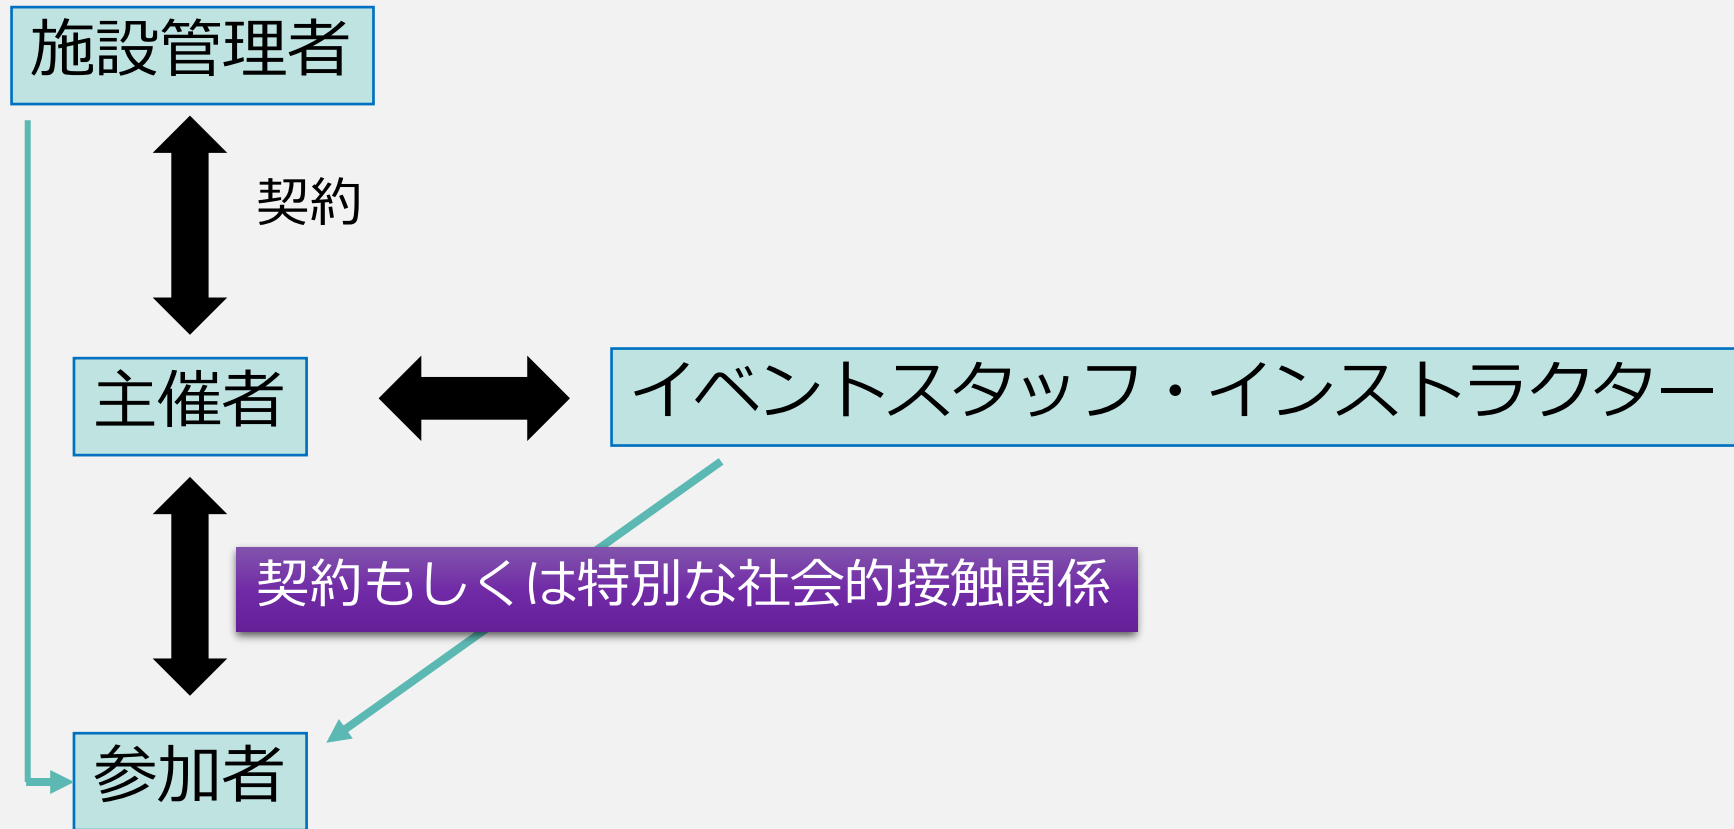 施設管理者
契約
主催者
イベントスタッフ・インストラクター
契約もしくは特別な社会的接触関係
参加者